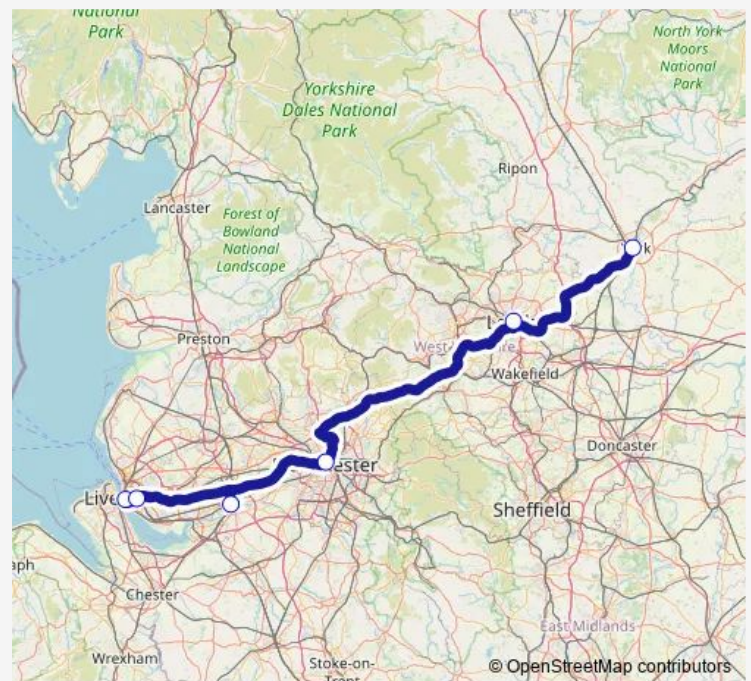 National
Park
North York
Moors
National
Park
Yorkshire
Dales National
Park
Ripon
Lancaster
Forest of
Bowland
National
Landscape
Preston
Wakefield
Doncaster
Sheffield
Chester
East Midlands
Wrexham
Stoke-on-
© OpenStreetMap contributors